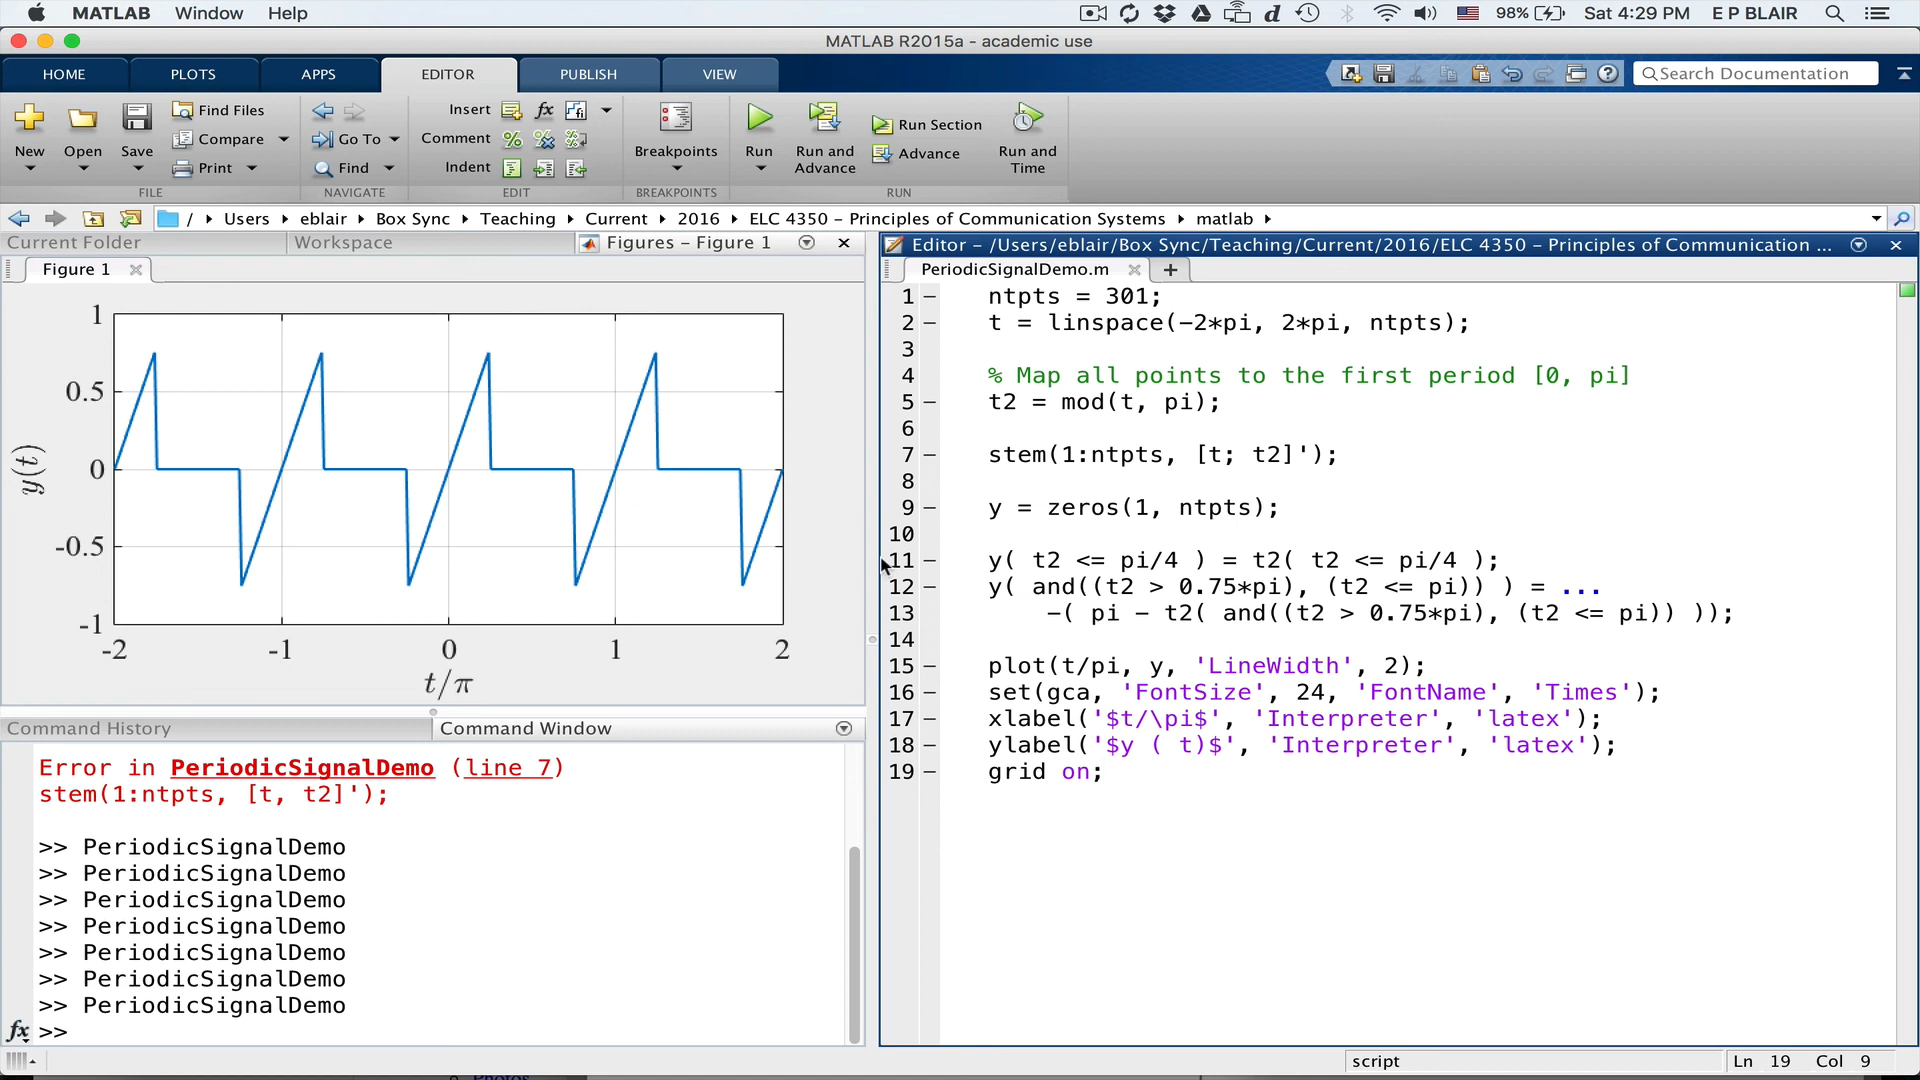 MATLAB Window Help 98% Sat 4:29 PM E P BLAIR
MATLAB R2015a - academic use
HOME PLOTS APPS EDITOR PUBLISH VIEW Search Documentation
New Open Save Find Files Compare Print
Go To Find
Insert fx
Comment
Indent
Breakpoints Run Run and Advance Run Section Advance Run and Time
FILE NAVIGATE EDIT BREAKPOINTS RUN
/ Users eblair Box Sync Teaching Current 2016 ELC 4350 – Principles of Communication Systems matlab
Current Folder Workspace Figures – Figure 1
Figure 1
1
0.5
0
-0.5
-1
-2 -1 0 1 2
y(t)
t/π
Command History Command Window
Error in PeriodicSignalDemo (line 7)
stem(1:ntpts, [t, t2]');
>> PeriodicSignalDemo
>> PeriodicSignalDemo
>> PeriodicSignalDemo
>> PeriodicSignalDemo
>> PeriodicSignalDemo
>> PeriodicSignalDemo
>> PeriodicSignalDemo
fx >>
Editor – /Users/eblair/Box Sync/Teaching/Current/2016/ELC 4350 – Principles of Communication ...
PeriodicSignalDemo.m
1 – ntpts = 301;
2 – t = linspace(-2*pi, 2*pi, ntpts);
3
4 % Map all points to the first period [0, pi]
5 – t2 = mod(t, pi);
6
7 – stem(1:ntpts, [t; t2]');
8
9 – y = zeros(1, ntpts);
10
11 – y( t2 <= pi/4 ) = t2( t2 <= pi/4 );
12 – y( and((t2 > 0.75*pi), (t2 <= pi)) ) = ...
13 -( pi - t2( and((t2 > 0.75*pi), (t2 <= pi)) ));
14
15 – plot(t/pi, y, 'LineWidth', 2);
16 – set(gca, 'FontSize', 24, 'FontName', 'Times');
17 – xlabel('$t/\pi$', 'Interpreter', 'latex');
18 – ylabel('$y ( t)$', 'Interpreter', 'latex');
19 – grid on;
script Ln 19 Col 9